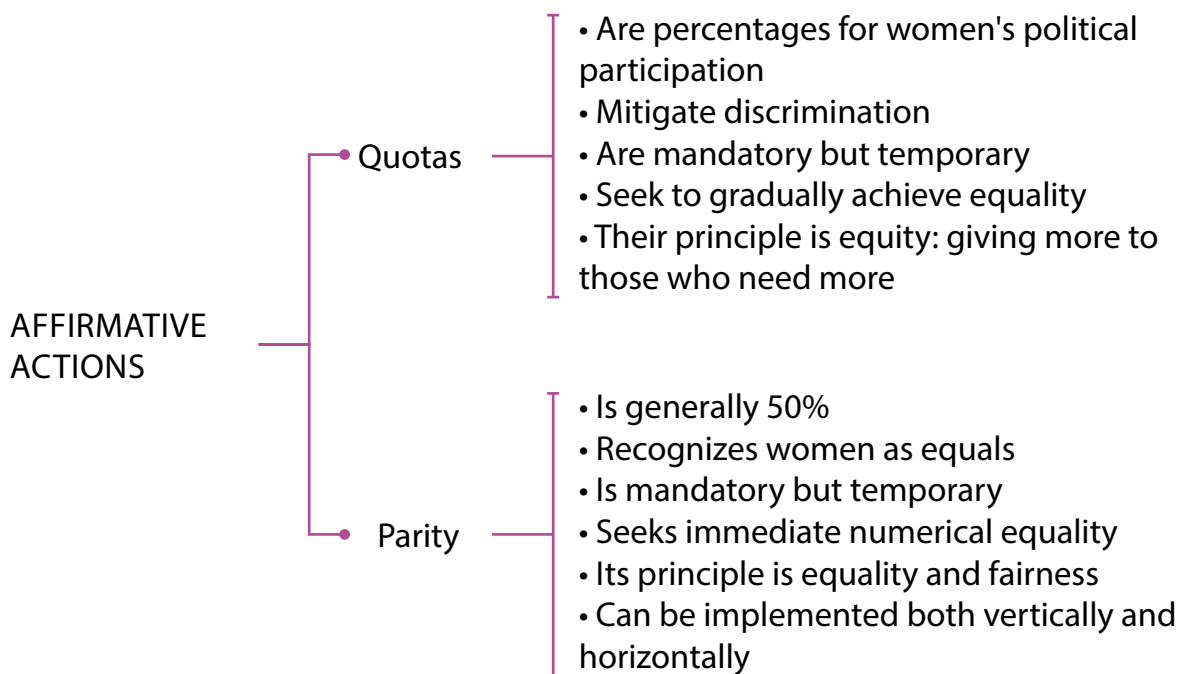 • Are percentages for women's political
participation
• Mitigate discrimination
Quotas
• Are mandatory but temporary
• Seek to gradually achieve equality
• Their principle is equity: giving more to
those who need more
AFFIRMATIVE
ACTIONS
• Is generally 50%
• Recognizes women as equals
• Is mandatory but temporary
Parity
• Seeks immediate numerical equality
• Its principle is equality and fairness
• Can be implemented both vertically and
horizontally